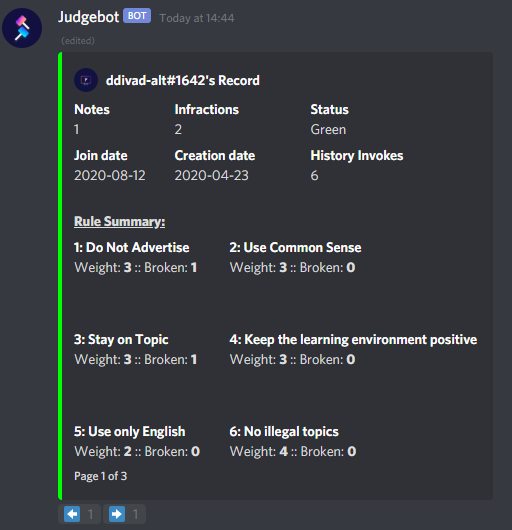 Judgebot BOT Today at 14:44
(edited)
ddivad-alt#1642's Record
Notes Infractions Status
1 2 Green
Join date Creation date History Invokes
2020-08-12 2020-04-23 6
Rule Summary:
1: Do Not Advertise 2: Use Common Sense
Weight: 3 :: Broken: 1 Weight: 3 :: Broken: 0
3: Stay on Topic 4: Keep the learning environment positive
Weight: 3 :: Broken: 1 Weight: 3 :: Broken: 0
5: Use only English 6: No illegal topics
Weight: 2 :: Broken: 0 Weight: 4 :: Broken: 0
Page 1 of 3
1 1